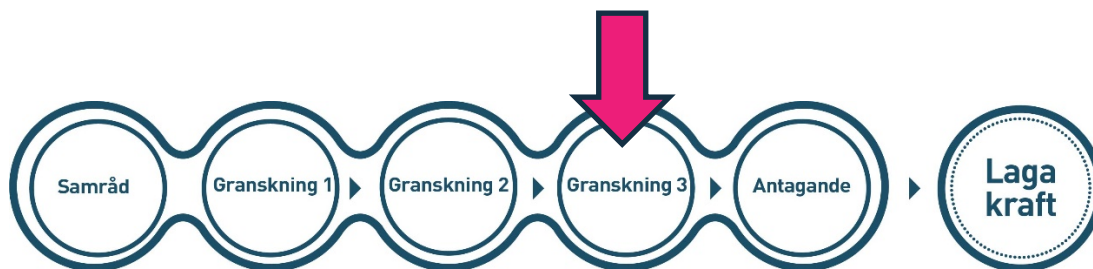 Samråd
Granskning 1
Granskning 2
Granskning 3
Antagande
Laga
kraft